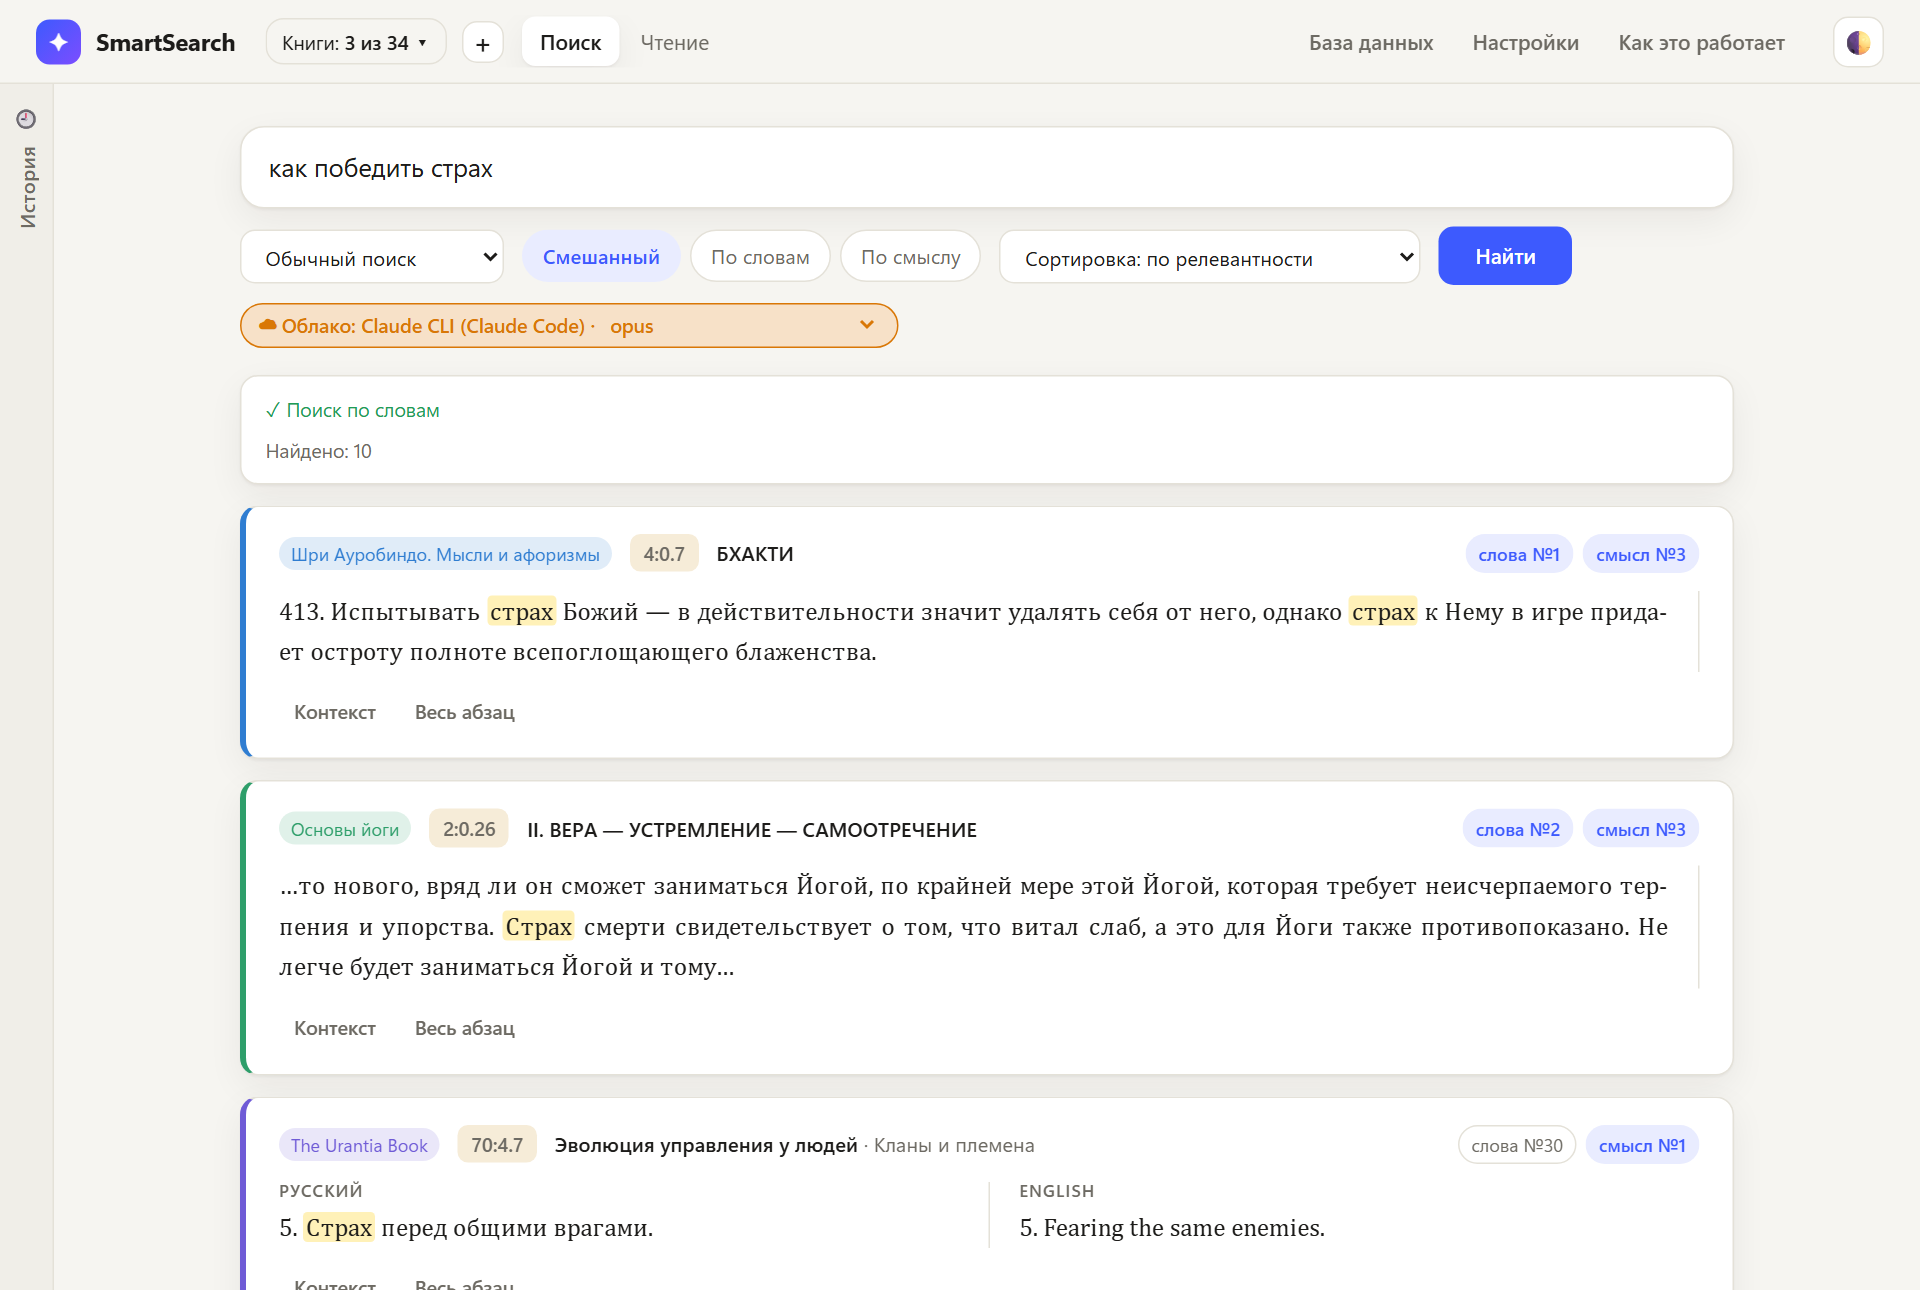 SmartSearch
Книги: 3 из 34 ▾
+
Поиск
Чтение
База данных
Настройки
Как это работает
История
как победить страх
Обычный поиск
Смешанный
По словам
По смыслу
Сортировка: по релевантности
Найти
Облако: Claude CLI (Claude Code) · opus
✓ Поиск по словам
Найдено: 10
Шри Ауробиндо. Мысли и афоризмы
4:0.7
БХАКТИ
слова №1
смысл №3
413. Испытывать страх Божий — в действительности значит удалять себя от него, однако страх к Нему в игре прида-
ет остроту полноте всепоглощающего блаженства.
Контекст
Весь абзац
Основы йоги
2:0.26
II. ВЕРА — УСТРЕМЛЕНИЕ — САМООТРЕЧЕНИЕ
слова №2
смысл №3
...то нового, вряд ли он сможет заниматься Йогой, по крайней мере этой Йогой, которая требует неисчерпаемого тер-
пения и упорства. Страх смерти свидетельствует о том, что витал слаб, а это для Йоги также противопоказано. Не
легче будет заниматься Йогой и тому...
Контекст
Весь абзац
The Urantia Book
70:4.7
Эволюция управления у людей · Кланы и племена
слова №30
смысл №1
РУССКИЙ
5. Страх перед общими врагами.
ENGLISH
5. Fearing the same enemies.
Контекст
Весь абзац